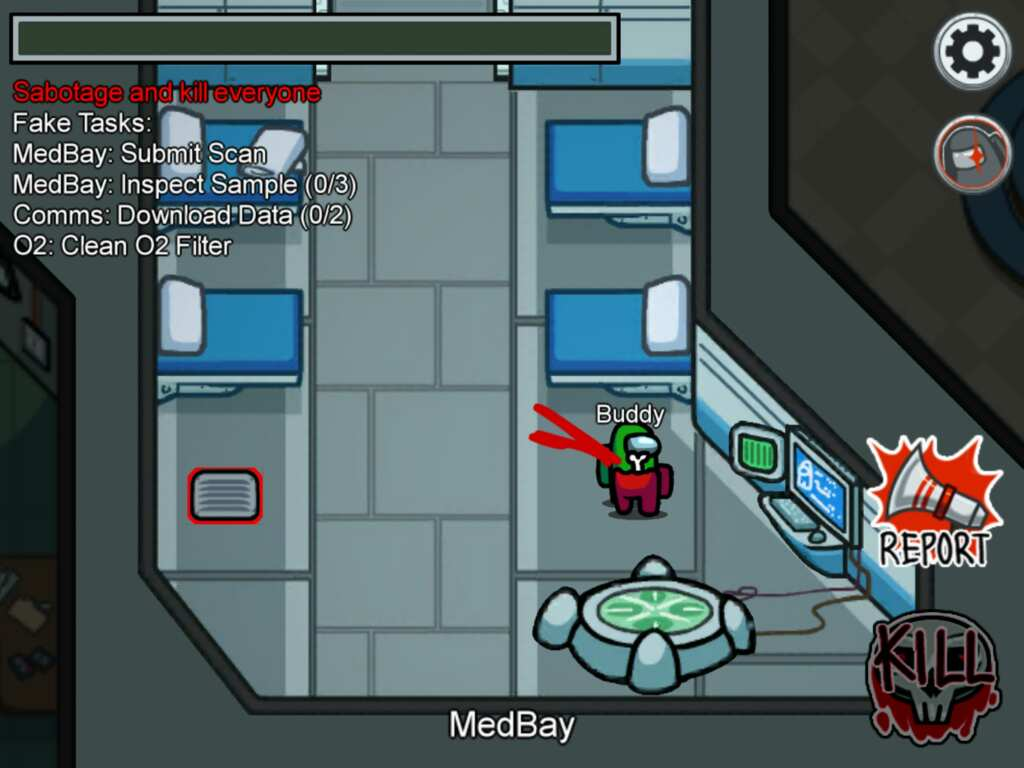 Sabotage and kill everyone
Fake Tasks:
MedBay: Submit Scan
MedBay: Inspect Sample (0/3)
Comms: Download Data (0/2)
O2: Clean O2 Filter
Buddy
REPORT
KILL
MedBay